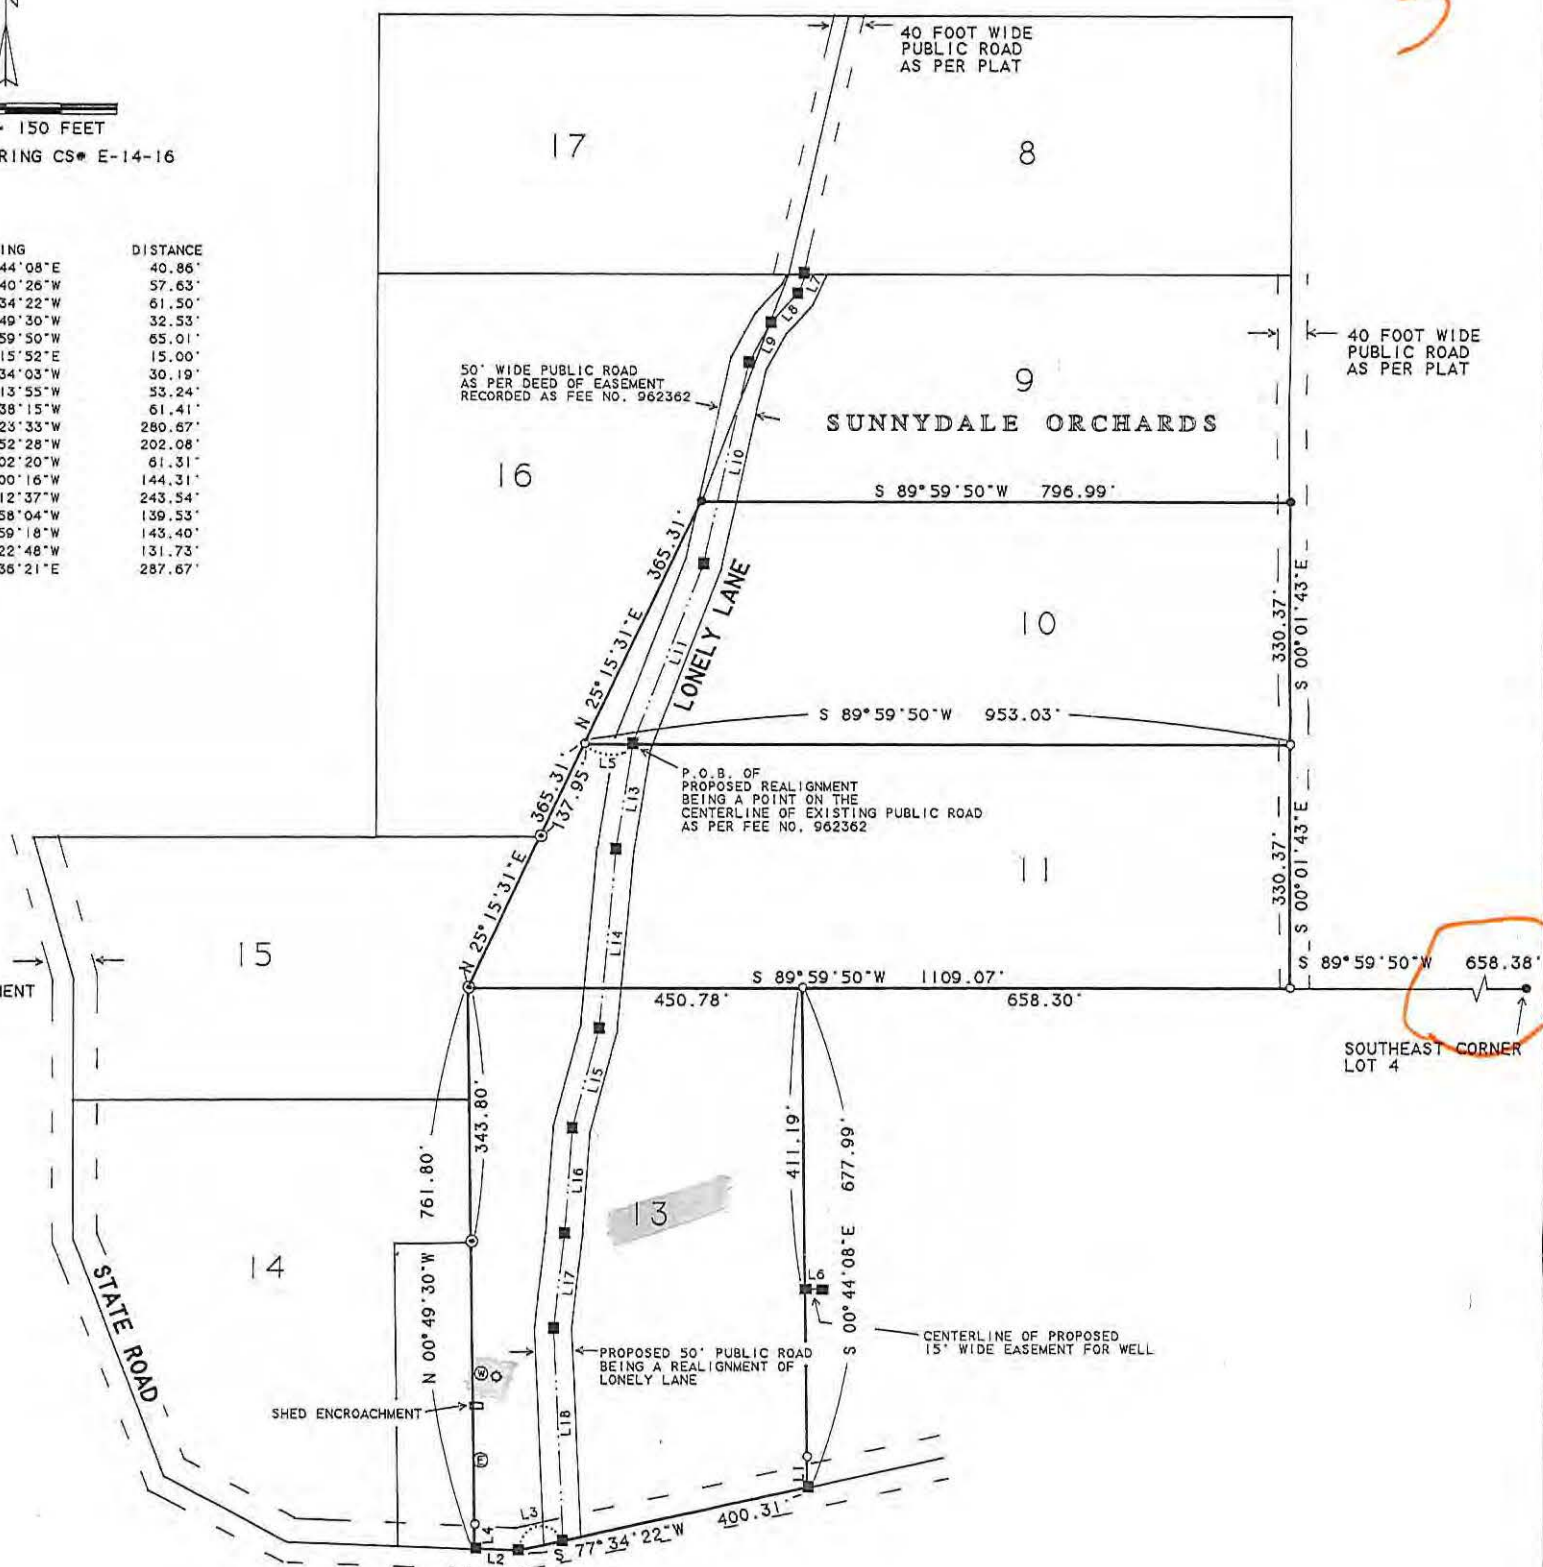 150 FEET
RING CS# E-14-16
ING DISTANCE
44'08"E 40.86'
40'26"W 57.63'
34'22"W 61.50'
49'30"W 32.53'
59'50"W 65.01'
15'52"E 15.00'
34'03"W 30.19'
13'55"W 53.24'
38'15"W 61.41'
23'33"W 280.67'
52'28"W 202.08'
02'20"W 61.31'
00'16"W 144.31'
12'37"W 243.54'
58'04"W 139.53'
59'18"W 143.40'
22'48"W 131.73'
36'21"E 287.67'
40 FOOT WIDE
PUBLIC ROAD
AS PER PLAT
17
8
L7
L8
L9
40 FOOT WIDE
PUBLIC ROAD
AS PER PLAT
50' WIDE PUBLIC ROAD
AS PER DEED OF EASEMENT
RECORDED AS FEE NO. 962362
9
SUNNYDALE ORCHARDS
16
L10
S 89°59'50"W 796.99'
365.31'
N 25°15'31"E
L11
LONELY LANE
10
330.37'
S 00°01'43"E
S 89°59'50"W 953.03'
L5
365.31'
137.95'
L13
P.O.B. OF
PROPOSED REALIGNMENT
BEING A POINT ON THE
CENTERLINE OF EXISTING PUBLIC ROAD
AS PER FEE NO. 962362
N 25°15'31"E
11
330.37'
S 00°01'43"E
15
L14
MENT
S 89°59'50"W 1109.07'
450.78'
658.30'
S 89°59'50"W 658.38'
SOUTHEAST CORNER
LOT 4
L15
343.80'
761.80'
N 00°49'30"W
411.19'
677.99'
S 00°44'08"E
L16
13
14
L17
L6
STATE ROAD
CENTERLINE OF PROPOSED
15' WIDE EASEMENT FOR WELL
PROPOSED 50' PUBLIC ROAD
BEING A REALIGNMENT OF
LONELY LANE
W
SHED ENCROACHMENT
L18
E
L1
L3
L4
L2
S 77°34'22"W 400.31'